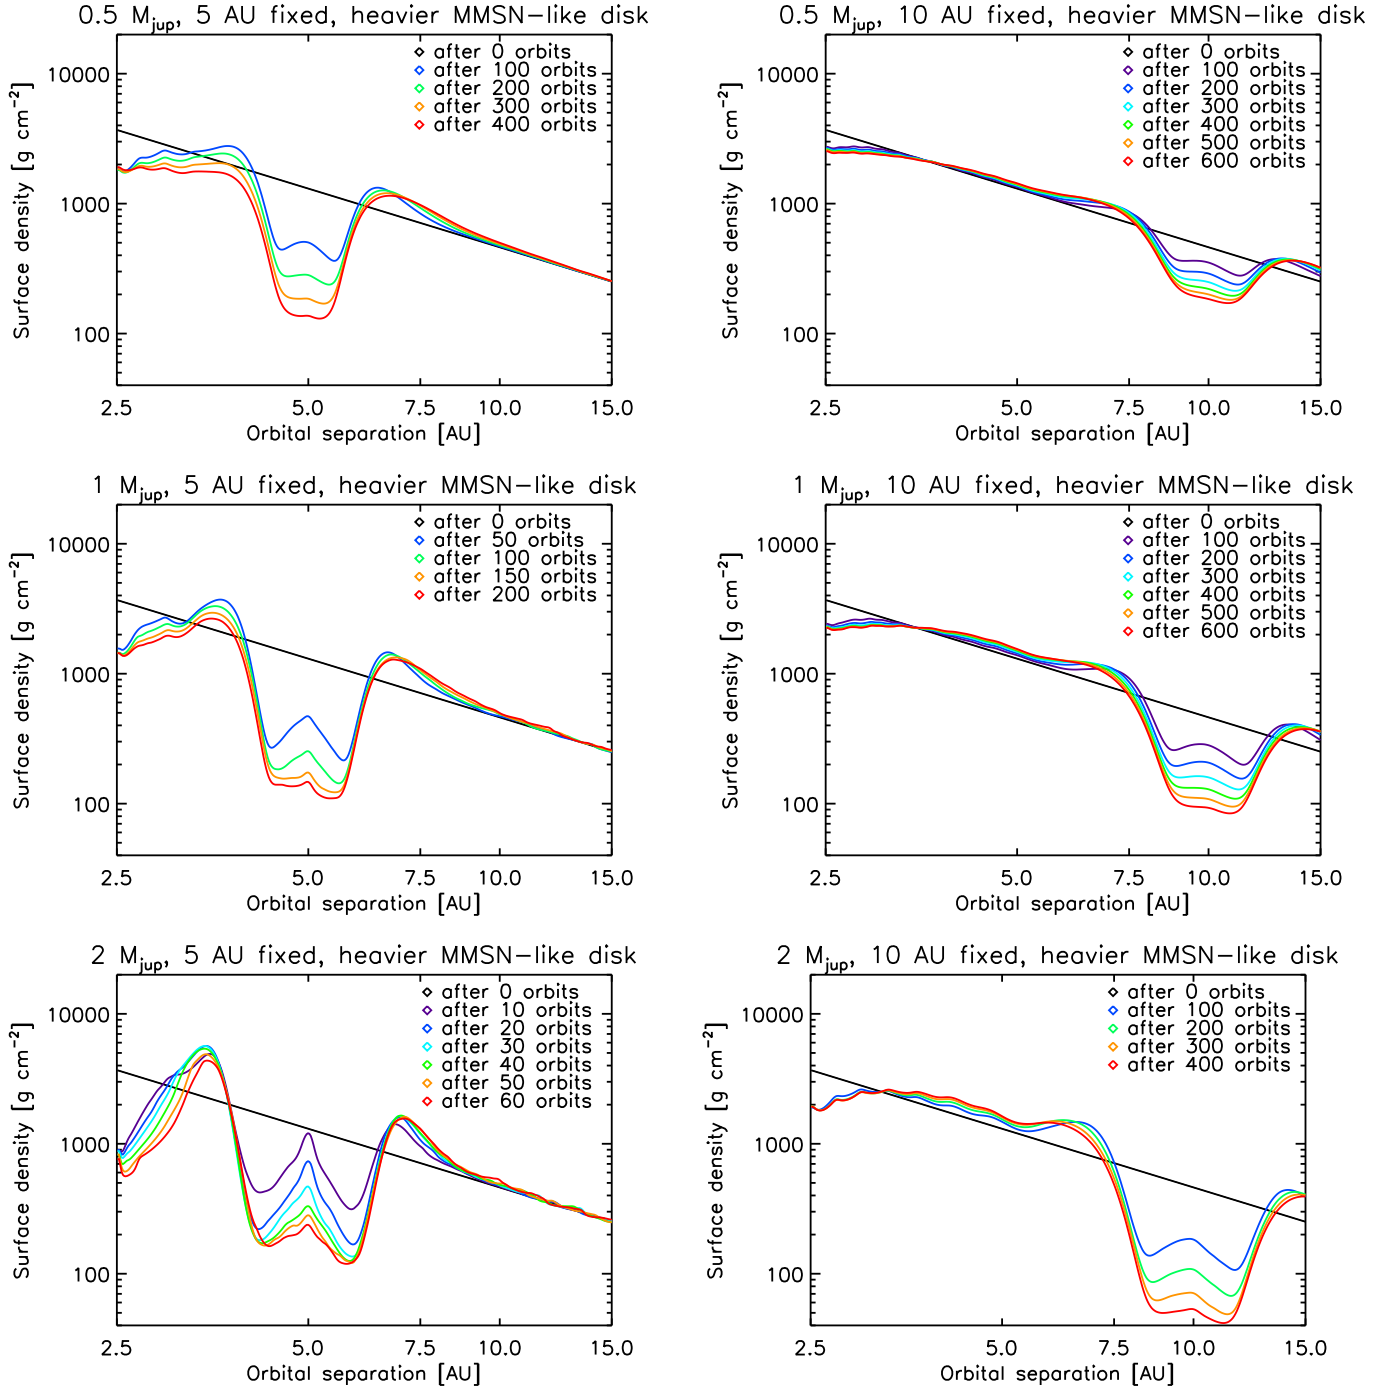 0.5 Mjup, 5 AU fixed, heavier MMSN-like disk
after 0 orbits
after 100 orbits
after 200 orbits
after 300 orbits
after 400 orbits
10000
1000
100
Surface density [g cm-2]
2.5 5.0 7.5 10.0 15.0
Orbital separation [AU]
0.5 Mjup, 10 AU fixed, heavier MMSN-like disk
after 0 orbits
after 100 orbits
after 200 orbits
after 300 orbits
after 400 orbits
after 500 orbits
after 600 orbits
10000
1000
100
Surface density [g cm-2]
2.5 5.0 7.5 10.0 15.0
Orbital separation [AU]
1 Mjup, 5 AU fixed, heavier MMSN-like disk
after 0 orbits
after 50 orbits
after 100 orbits
after 150 orbits
after 200 orbits
10000
1000
100
Surface density [g cm-2]
2.5 5.0 7.5 10.0 15.0
Orbital separation [AU]
1 Mjup, 10 AU fixed, heavier MMSN-like disk
after 0 orbits
after 100 orbits
after 200 orbits
after 300 orbits
after 400 orbits
after 500 orbits
after 600 orbits
10000
1000
100
Surface density [g cm-2]
2.5 5.0 7.5 10.0 15.0
Orbital separation [AU]
2 Mjup, 5 AU fixed, heavier MMSN-like disk
after 0 orbits
after 10 orbits
after 20 orbits
after 30 orbits
after 40 orbits
after 50 orbits
after 60 orbits
10000
1000
100
Surface density [g cm-2]
2.5 5.0 7.5 10.0 15.0
Orbital separation [AU]
2 Mjup, 10 AU fixed, heavier MMSN-like disk
after 0 orbits
after 100 orbits
after 200 orbits
after 300 orbits
after 400 orbits
10000
1000
100
Surface density [g cm-2]
2.5 5.0 7.5 10.0 15.0
Orbital separation [AU]